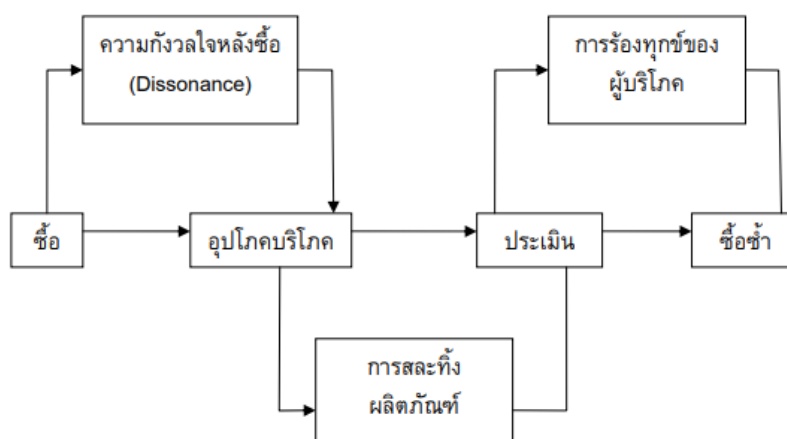 ความกังวลใจหลังซื้อ
(Dissonance)
การร้องทุกข์ของ
ผู้บริโภค
ซื้อ
อุปโภคบริโภค
ประเมิน
ซื้อซ้ำ
การสละทิ้ง
ผลิตภัณฑ์